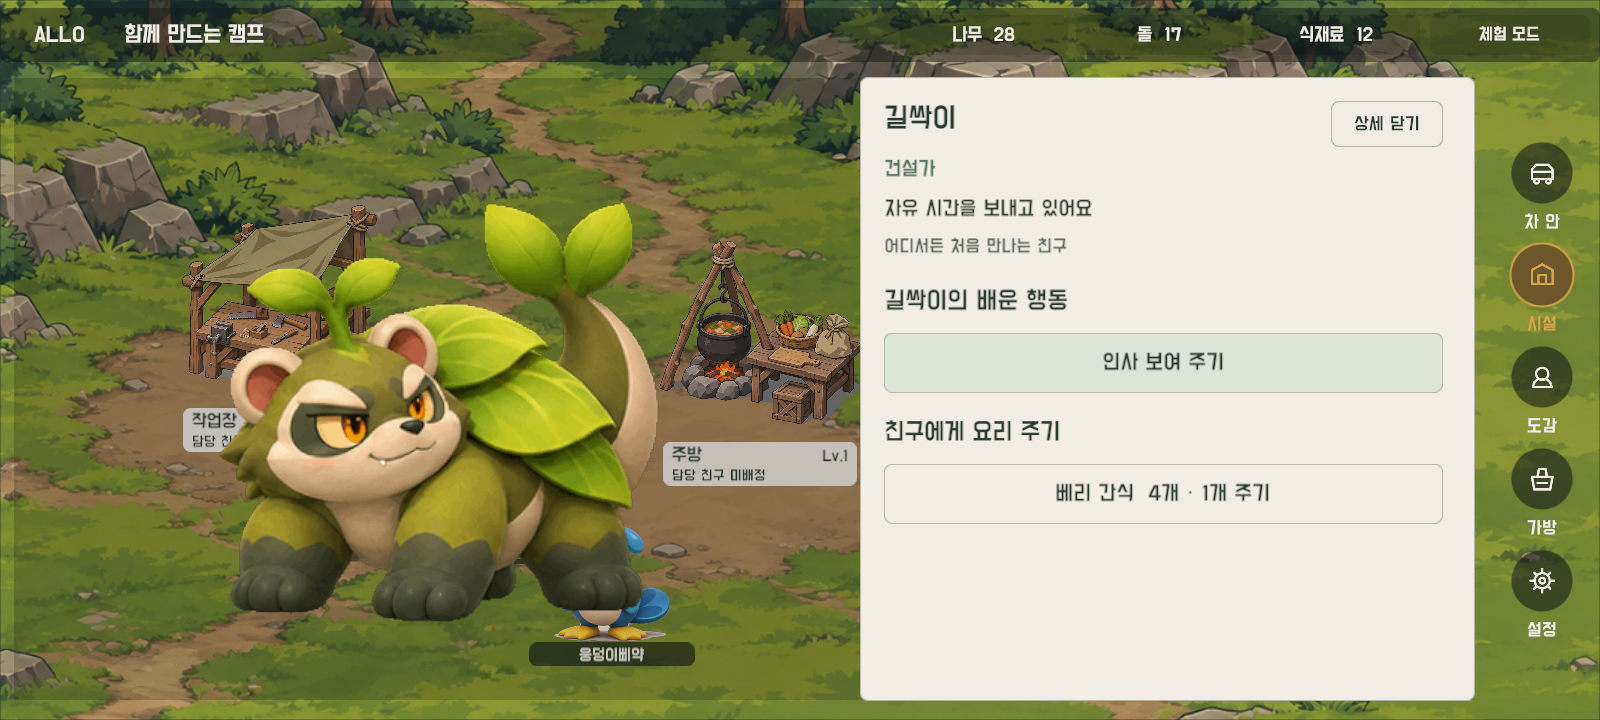 ALLO 함께 만드는 캠프 나무 28 돌 17 식재료 12 체험 모드
길싹이
상세 닫기
건설가
자유 시간을 보내고 있어요
어디서든 처음 만나는 친구
길싹이의 배운 행동
인사 보여 주기
친구에게 요리 주기
베리 간식 4개 · 1개 주기
작업장
담당
주방 Lv.1
담당 친구 미배정
웅덩이삐약
차 안
시설
도감
가방
설정